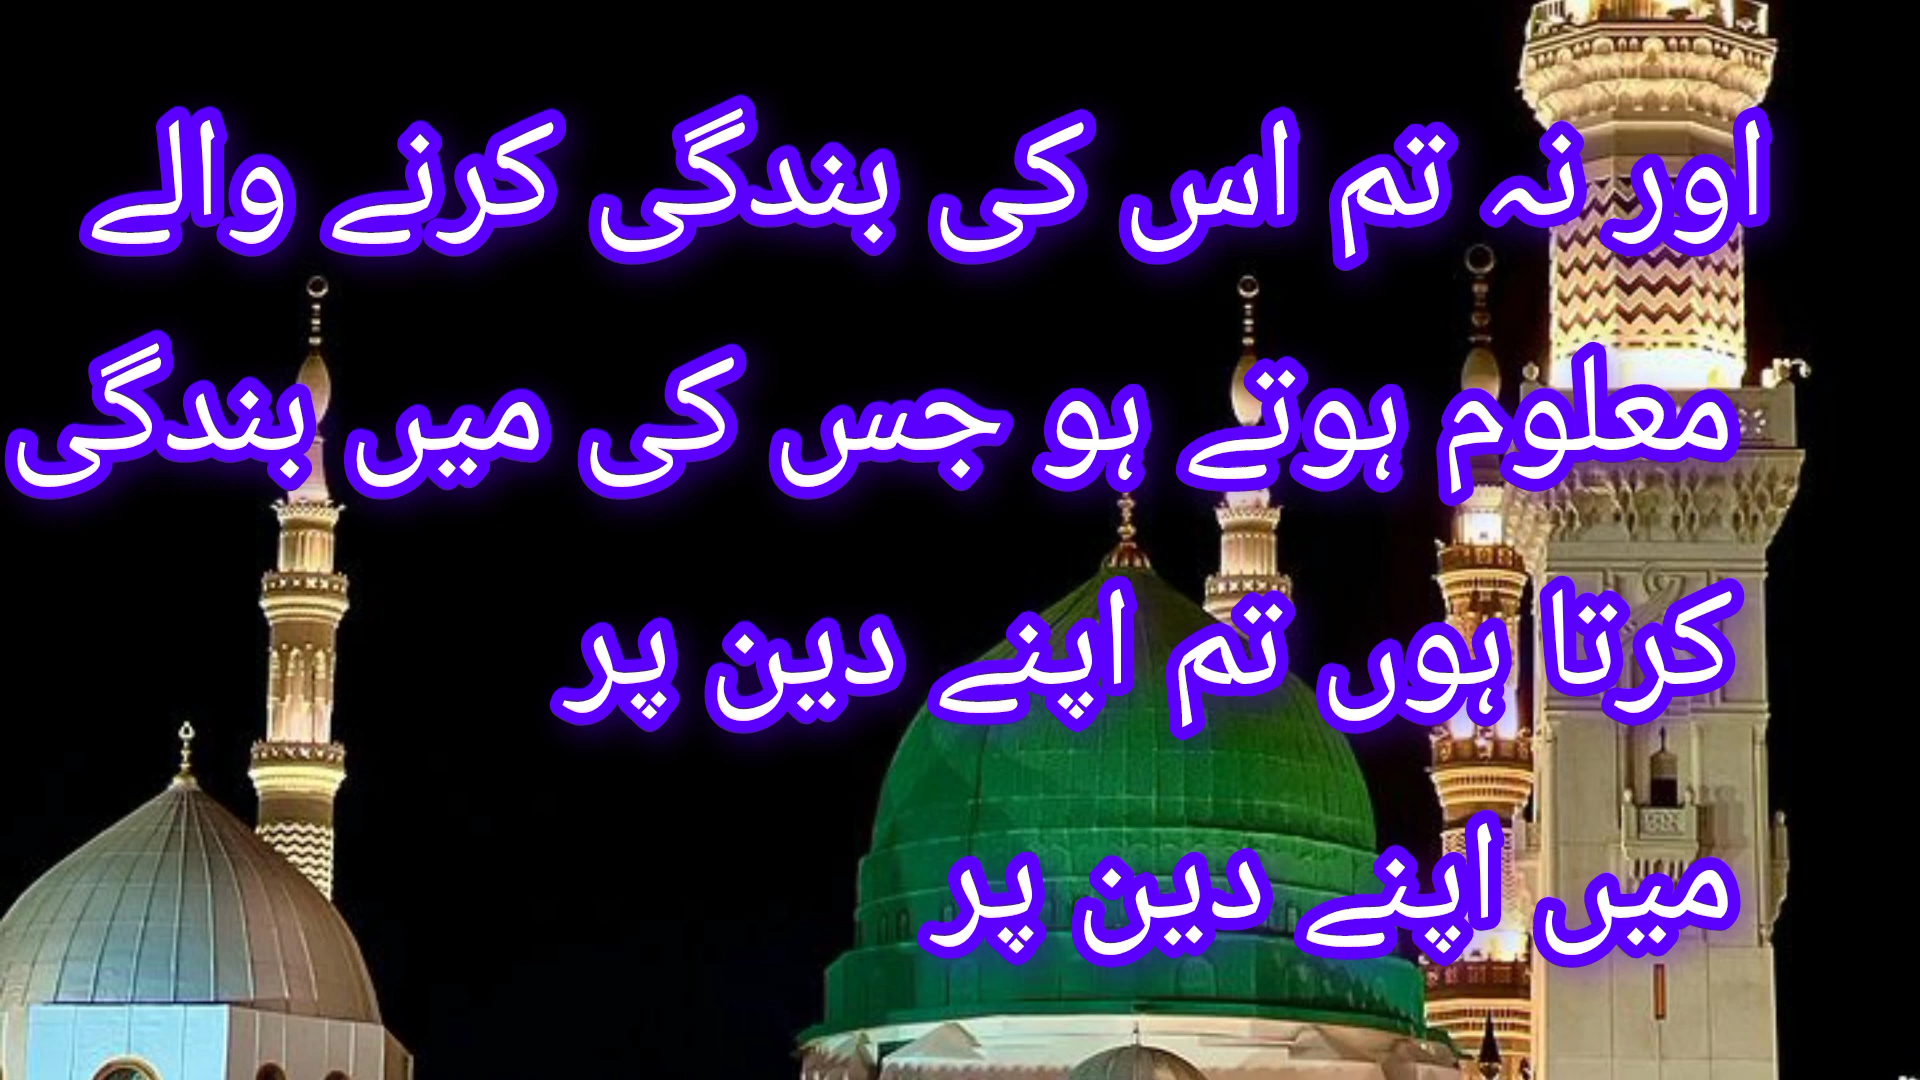 اور نہ تم اس کی بندگی کرنے والے
معلوم ہوتے ہو جس کی میں بندگی
کرتا ہوں تم اپنے دین پر
میں اپنے دین پر